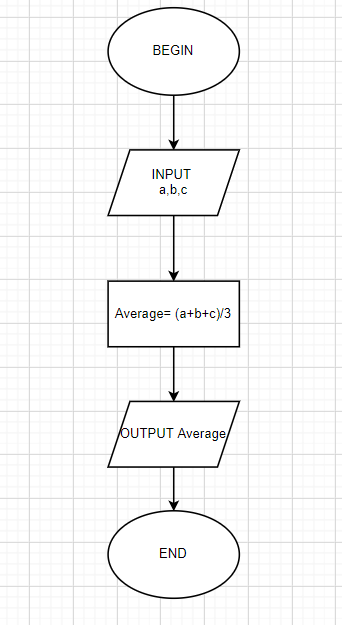 BEGIN
INPUT
a,b,c
Average= (a+b+c)/3
OUTPUT Average
END